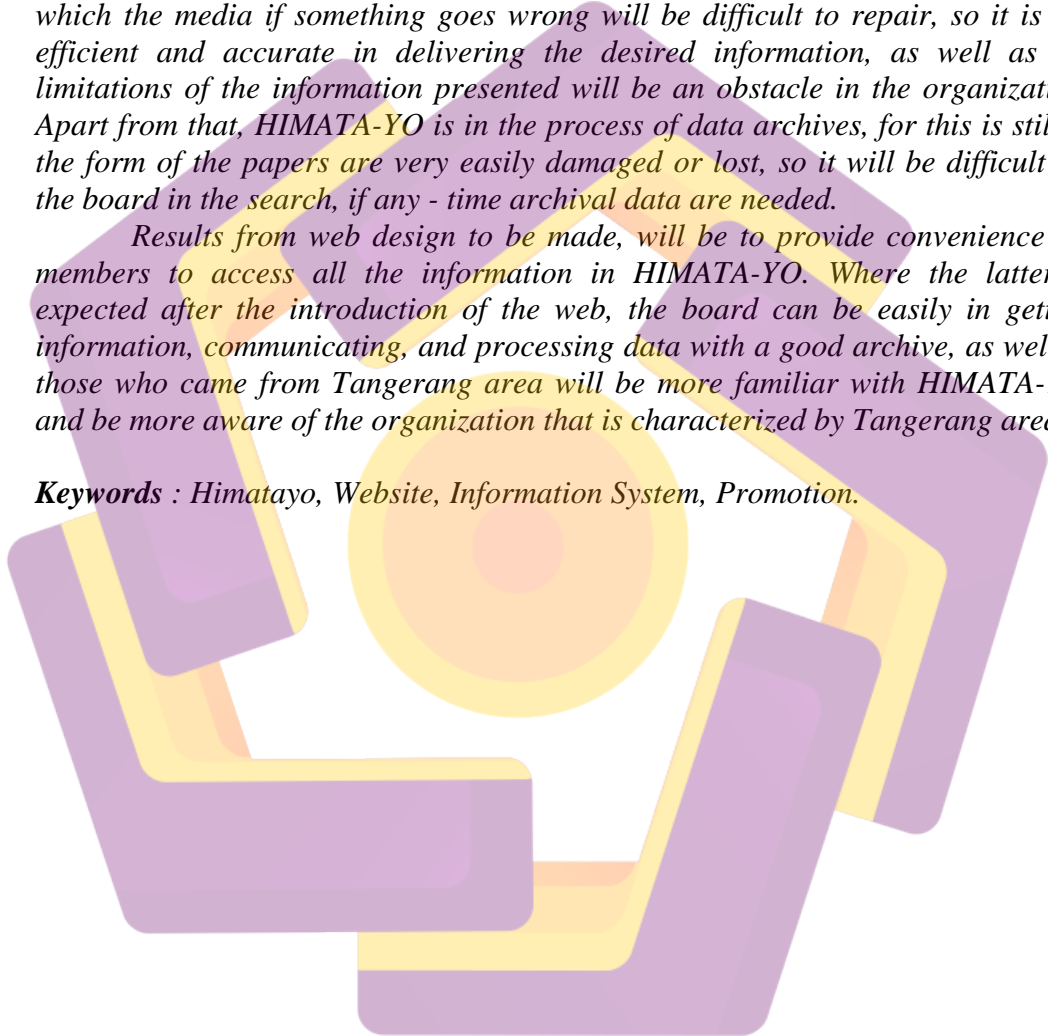 which the media if something goes wrong will be difficult to repair, so it is
efficient and accurate in delivering the desired information, as well as
limitations of the information presented will be an obstacle in the
Apart from that, HIMATA-YO is in the process of data archives, for this is
the form of the papers are very easily damaged or lost, so it will be difficult
the board in the search, if any - time archival data are needed.
Results from web design to be made, will be to provide convenience
members to access all the information in HIMATA-YO. Where the latter
expected after the introduction of the web, the board can be easily in
information, communicating, and processing data with a good archive, as
those who came from Tangerang area will be more familiar with
and be more aware of the organization that is characterized by Tangerang area
Keywords : Himatayo, Website, Information System, Promotion.